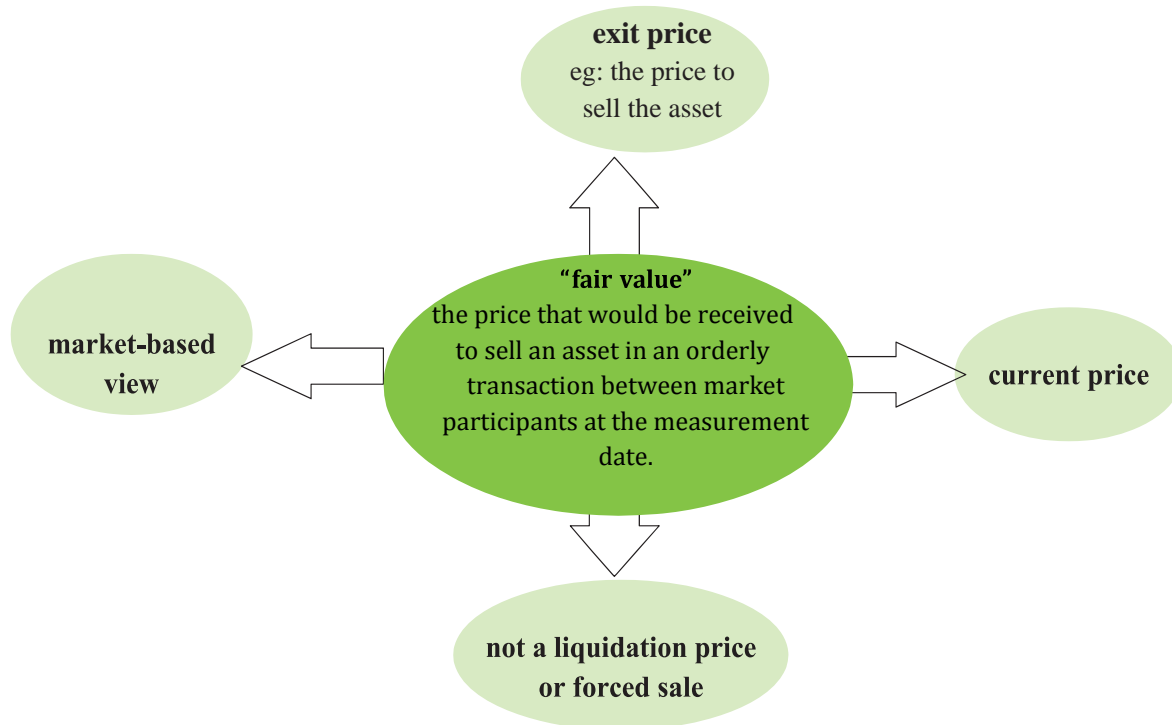 exit price
eg: the price to
sell the asset
“fair value”
the price that would be received
to sell an asset in an orderly
transaction between market
participants at the measurement
date.
market-based
view
current price
not a liquidation price
or forced sale